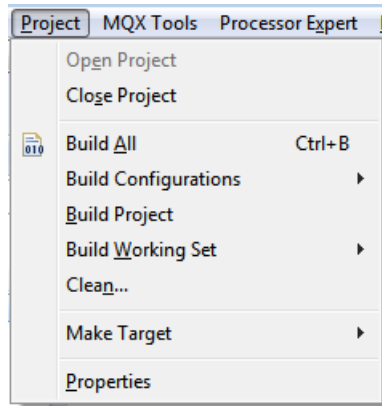 Project MQX Tools Processor Expert
Open Project
Close Project
010 Build All Ctrl+B
Build Configurations
Build Project
Build Working Set
Clean...
Make Target
Properties